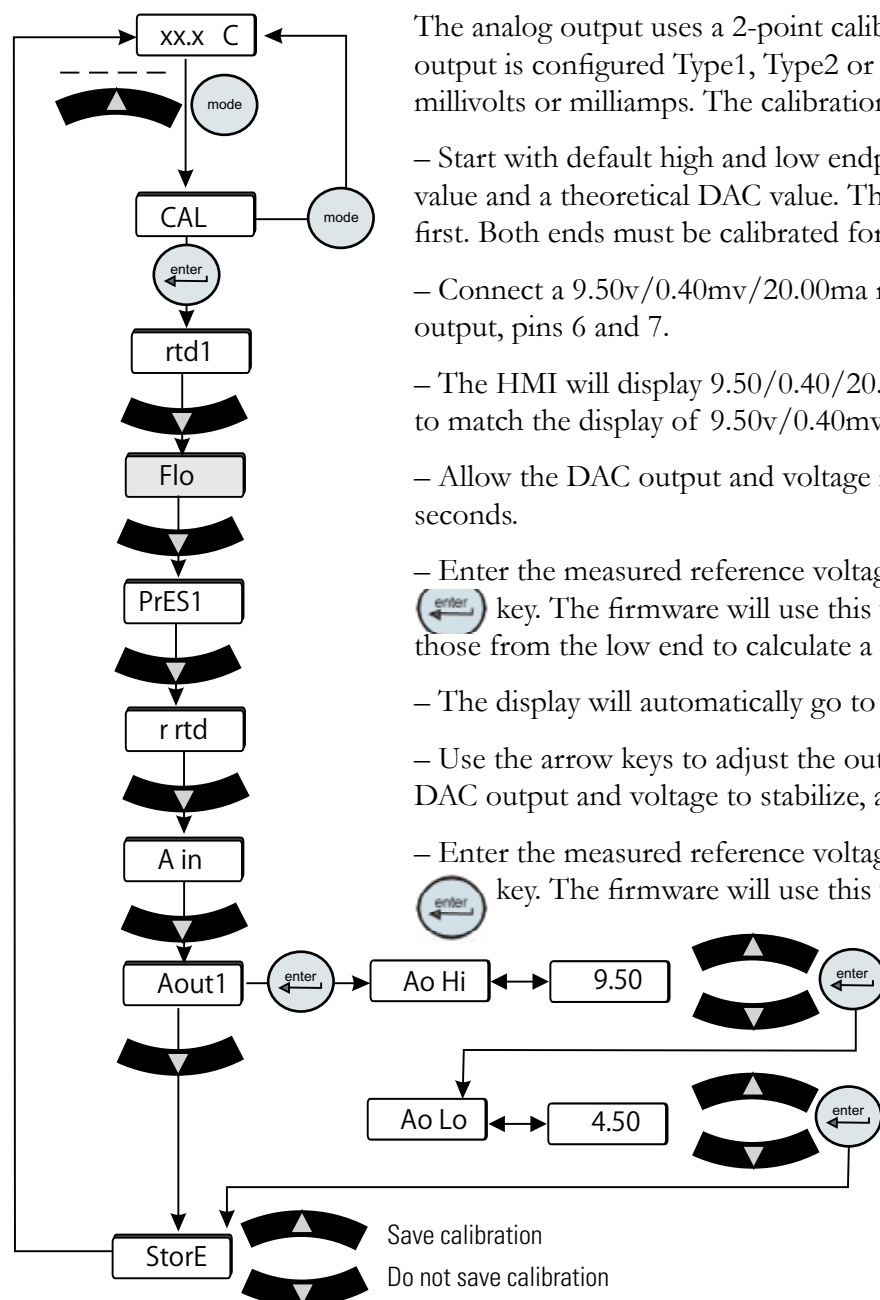 xx.x C
mode
CAL
mode
enter
rtd1
Flo
PrES1
r rtd
A in
Aout1
enter
Ao Hi
9.50
enter
Ao Lo
4.50
enter
StorE
Save calibration
Do not save calibration
The analog output uses a 2-point calib
output is configured Type1, Type2 or
millivolts or milliamps. The calibration
– Start with default high and low endp
value and a theoretical DAC value. Th
first. Both ends must be calibrated for
– Connect a 9.50v/0.40mv/20.00ma
output, pins 6 and 7.
– The HMI will display 9.50/0.40/20.
to match the display of 9.50v/0.40mv
– Allow the DAC output and voltage
seconds.
– Enter the measured reference voltag
enter key. The firmware will use this
those from the low end to calculate a
– The display will automatically go to
– Use the arrow keys to adjust the out
DAC output and voltage to stabilize, a
– Enter the measured reference voltag
enter key. The firmware will use this